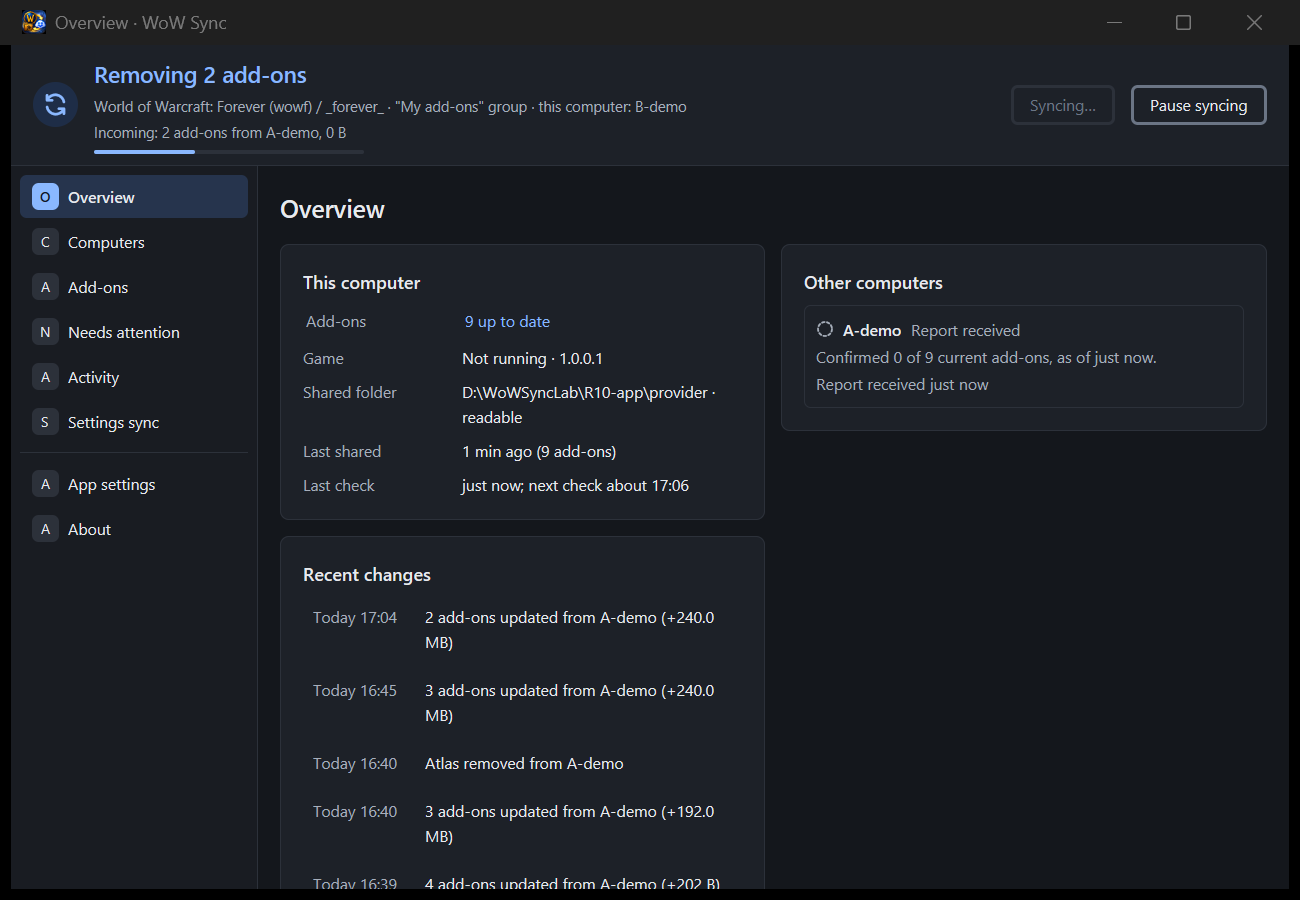 Overview · WoW Sync
Removing 2 add-ons
World of Warcraft: Forever (wowf) / _forever_ · "My add-ons" group · this computer: B-demo
Incoming: 2 add-ons from A-demo, 0 B
Syncing...
Pause syncing
O Overview
C Computers
A Add-ons
N Needs attention
A Activity
S Settings sync
A App settings
A About
Overview
This computer
Add-ons 9 up to date
Game Not running · 1.0.0.1
Shared folder D:\WoWSyncLab\R10-app\provider ·
readable
Last shared 1 min ago (9 add-ons)
Last check just now; next check about 17:06
Other computers
A-demo Report received
Confirmed 0 of 9 current add-ons, as of just now.
Report received just now
Recent changes
Today 17:04 2 add-ons updated from A-demo (+240.0
MB)
Today 16:45 3 add-ons updated from A-demo (+240.0
MB)
Today 16:40 Atlas removed from A-demo
Today 16:40 3 add-ons updated from A-demo (+192.0
MB)
Today 16:39 4 add-ons updated from A-demo (+202 B)